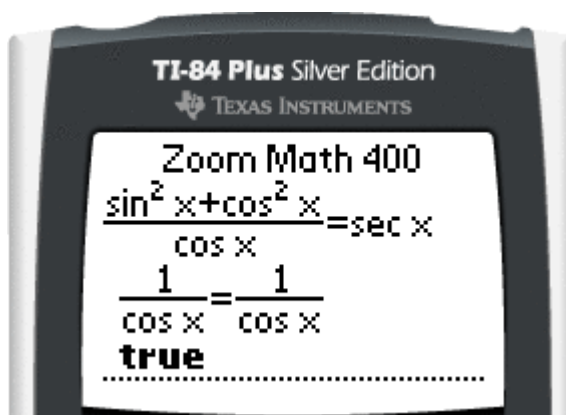 TI-84 Plus Silver Edition
TEXAS INSTRUMENTS
Zoom Math 400
sin² x+cos² x
―――――――― =sec x
cos x
1/cos x = 1/cos x
true